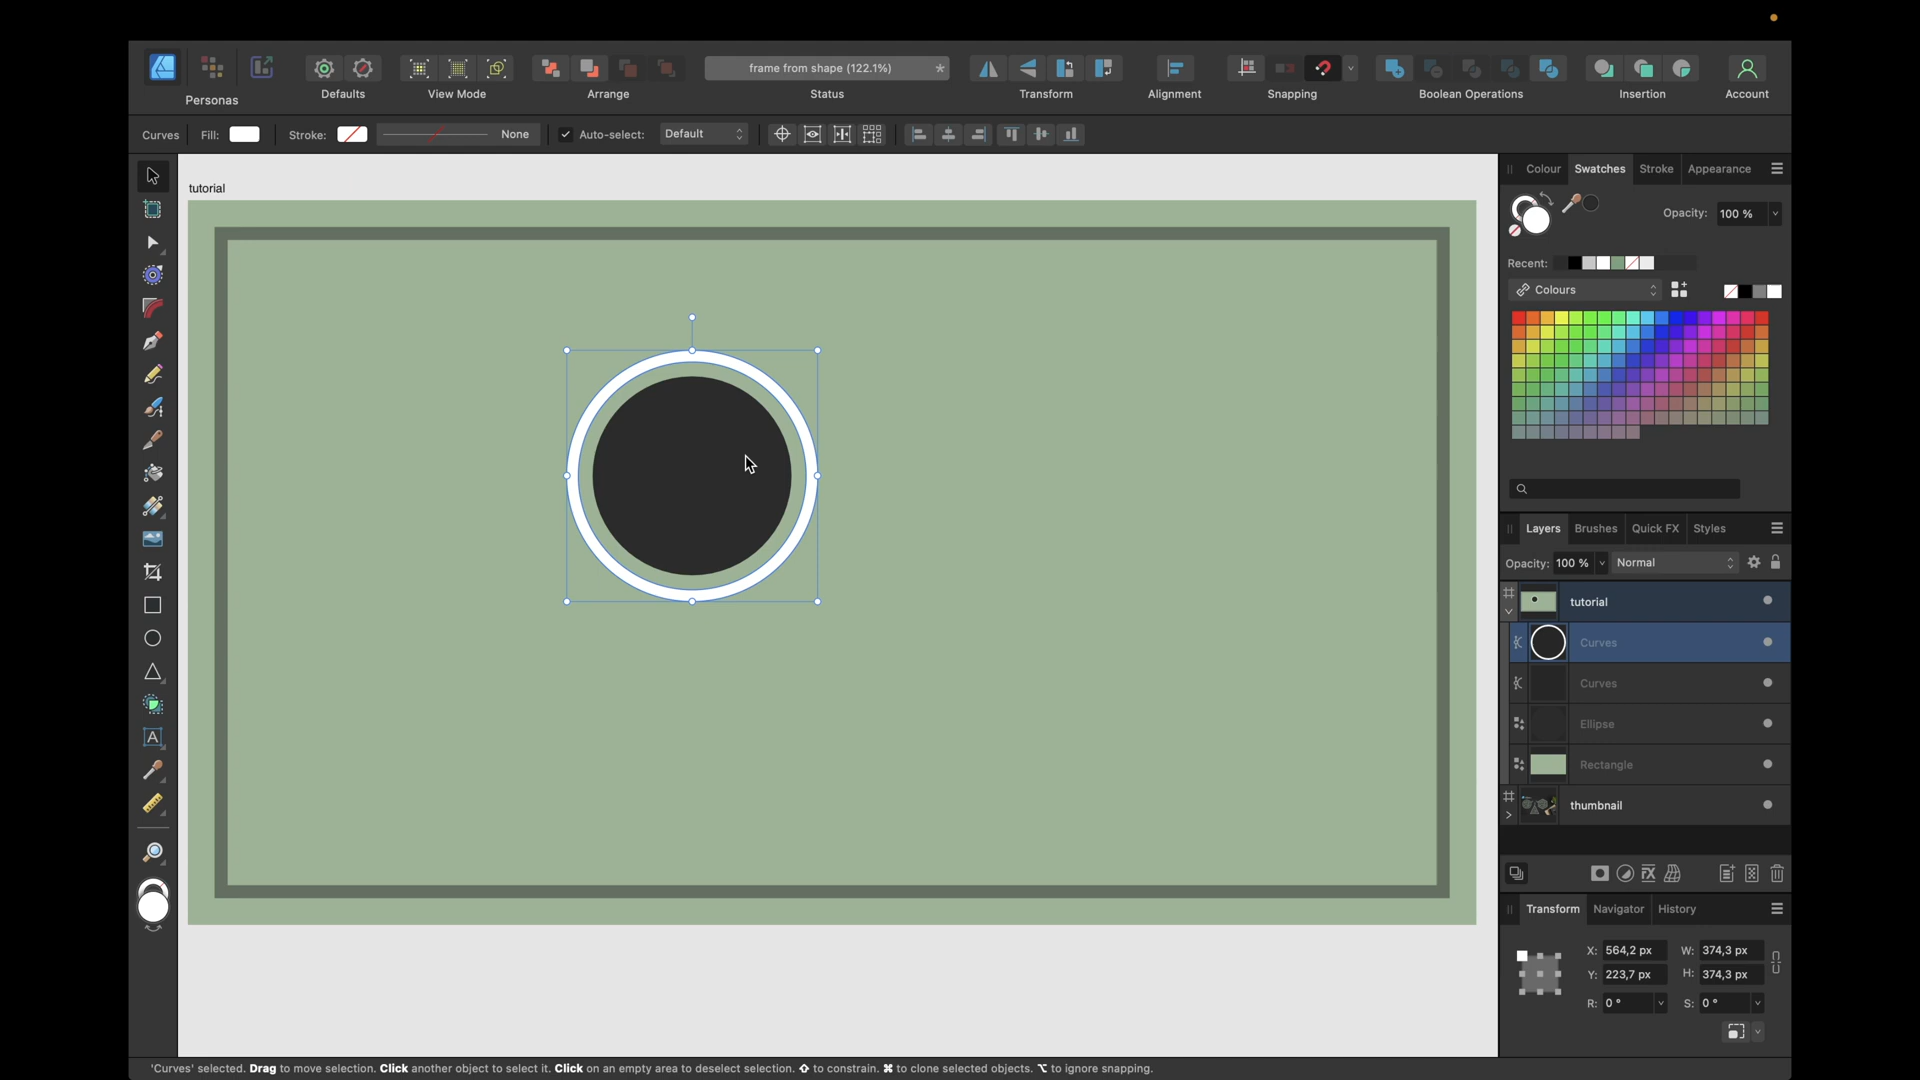 frame from shape (122.1%)
*
Personas
Defaults
View Mode
Arrange
Status
Transform
Alignment
Snapping
Boolean Operations
Insertion
Account
Curves
Fill:
Stroke:
None
Auto-select:
Default
tutorial
Colour
Swatches
Stroke
Appearance
Opacity:
100 %
Recent:
Colours
Layers
Brushes
Quick FX
Styles
Opacity:
100 %
Normal
tutorial
Curves
Curves
Ellipse
Rectangle
thumbnail
Transform
Navigator
History
X:
564,2 px
W:
374,3 px
Y:
223,7 px
H:
374,3 px
R:
0 °
S:
0 °
'Curves' selected. Drag to move selection. Click another object to select it. Click on an empty area to deselect selection. ⇧ to constrain. ⌘ to clone selected objects. ⌥ to ignore snapping.